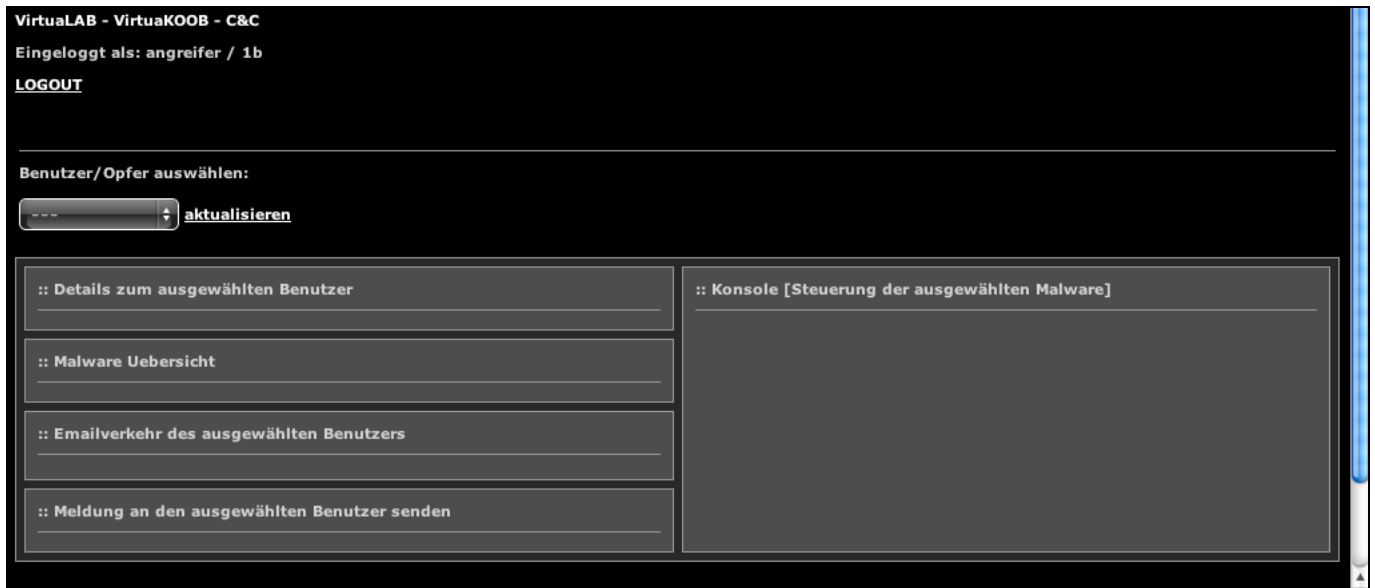 VirtuaLAB - VirtuaKOOB - C&C
Eingeloggt als: angreifer / 1b
LOGOUT
Benutzer/Opfer auswählen:
--- aktualisieren
:: Details zum ausgewählten Benutzer
:: Malware Uebersicht
:: Emailverkehr des ausgewählten Benutzers
:: Meldung an den ausgewählten Benutzer senden
:: Konsole [Steuerung der ausgewählten Malware]